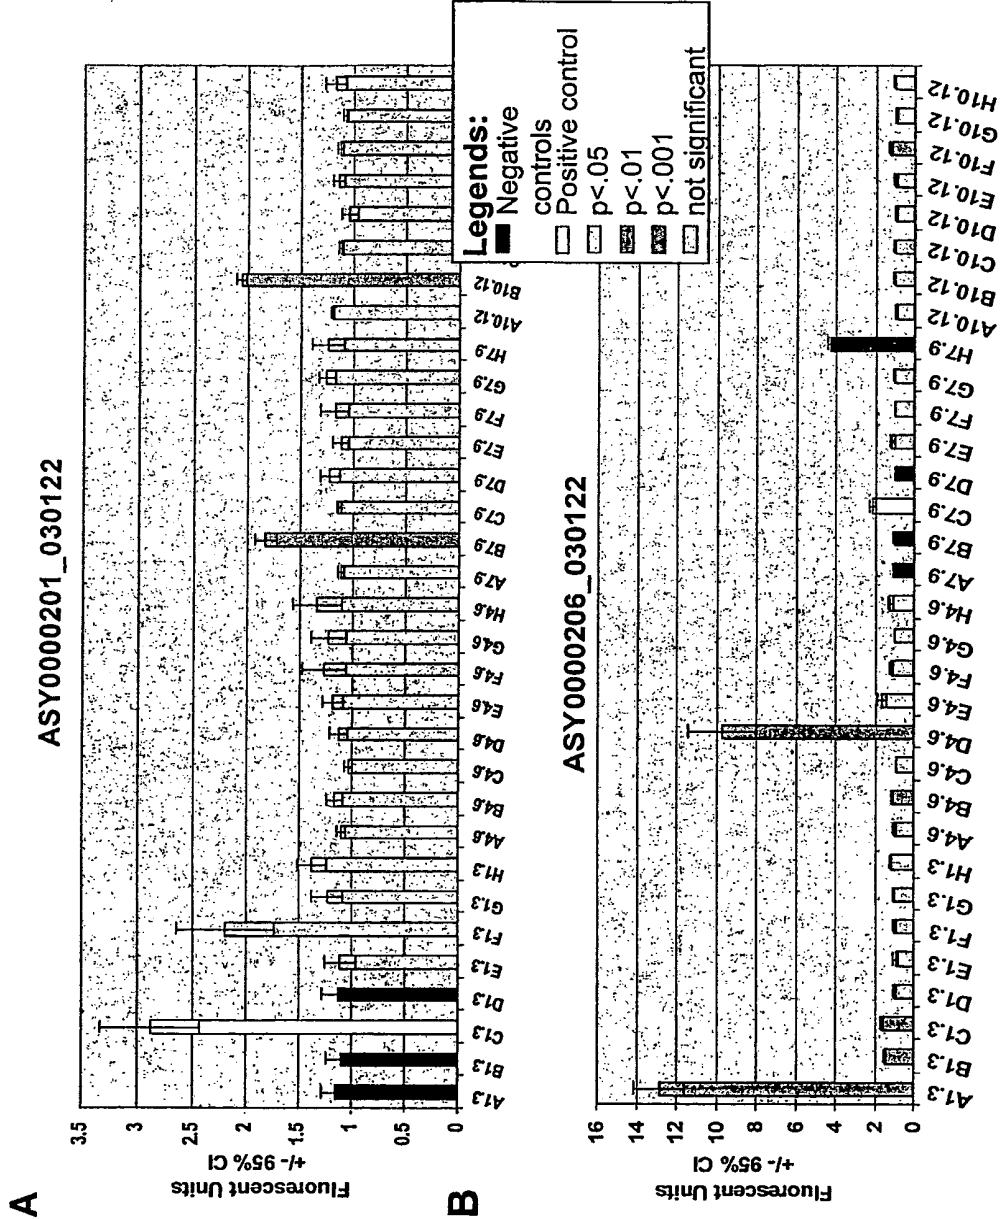 A
ASY0000201_030122
Fluorescent Units
+/- 95% CI
3.5
3
2.5
2
1.5
1
0.5
0
A1.3
B1.3
C1.3
D1.3
E1.3
F1.3
G1.3
H1.3
A4.6
B4.6
C4.6
D4.6
E4.6
F4.6
G4.6
H4.6
A7.9
B7.9
C7.9
D7.9
E7.9
F7.9
G7.9
H7.9
A10.12
B10.12
Legends:
Negative
controls
Positive control
p<.05
p<.01
p<.001
not significant
B
ASY0000206_030122
Fluorescent Units
+/- 95% CI
16
14
12
10
8
6
4
2
0
A1.3
B1.3
C1.3
D1.3
E1.3
F1.3
G1.3
H1.3
A4.6
B4.6
C4.6
D4.6
E4.6
F4.6
G4.6
H4.6
A7.9
B7.9
C7.9
D7.9
E7.9
F7.9
G7.9
H7.9
A10.12
B10.12
C10.12
D10.12
E10.12
F10.12
G10.12
H10.12